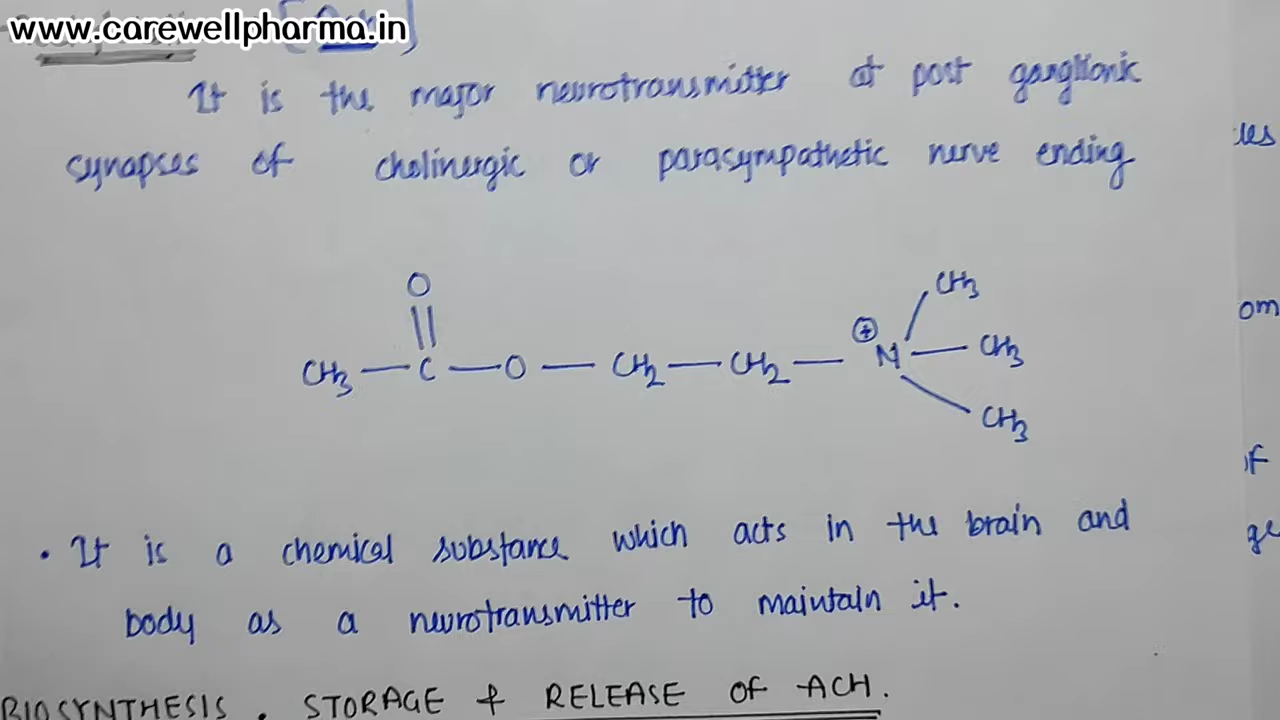 www.carewellpharma.in
It is the major neurotransmitter at post ganglionic
synapses of cholinergic or parasympathetic nerve ending
O
CH3 — C — O — CH2 — CH2 — N
⊕
CH3
CH3
CH3
• It is a chemical substance which acts in the brain and
body as a neurotransmitter to maintain it.
BIOSYNTHESIS, STORAGE & RELEASE OF ACH.
om
of